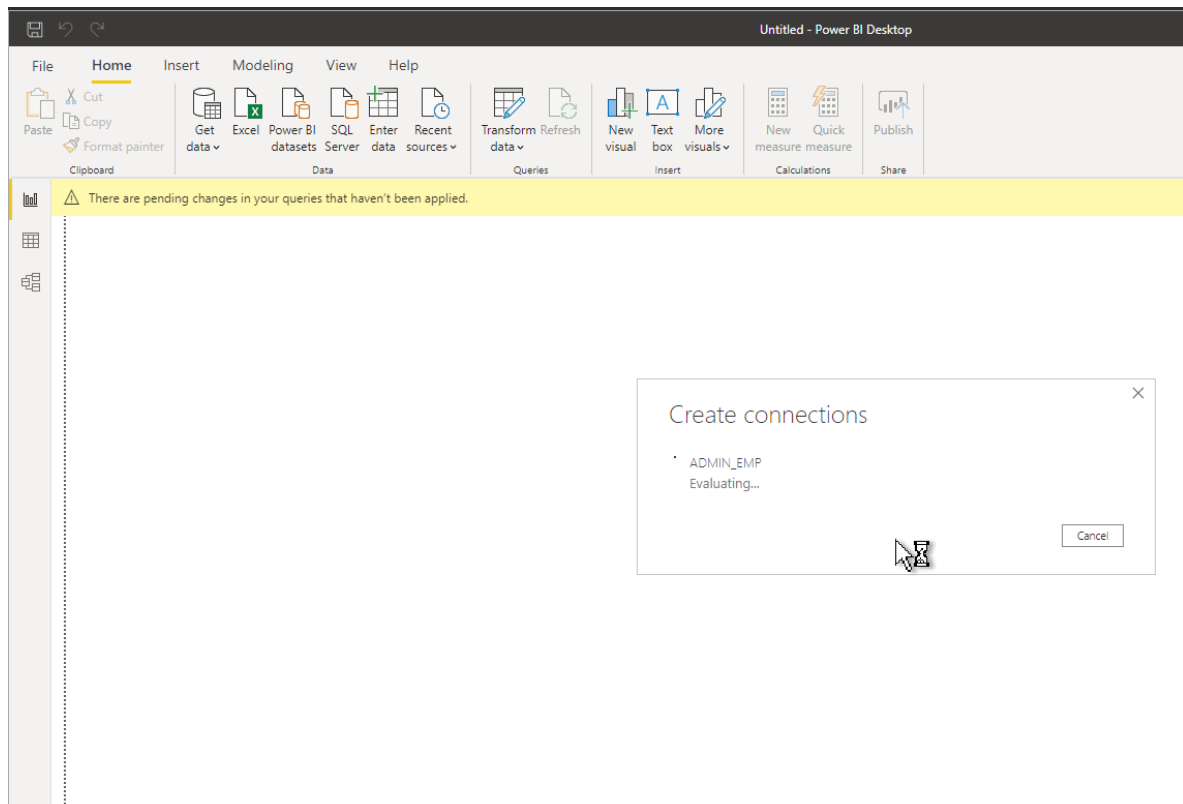 Untitled - Power BI Desktop
File Home Insert Modeling View Help
Paste
Cut
Copy
Format painter
Clipboard
Get data
Excel
Power BI datasets
SQL Server
Enter data
Recent sources
Data
Transform data
Refresh
Queries
New visual
Text box
More visuals
Insert
New measure
Quick measure
Calculations
Publish
Share
There are pending changes in your queries that haven't been applied.
Create connections
ADMIN_EMP
Evaluating...
Cancel